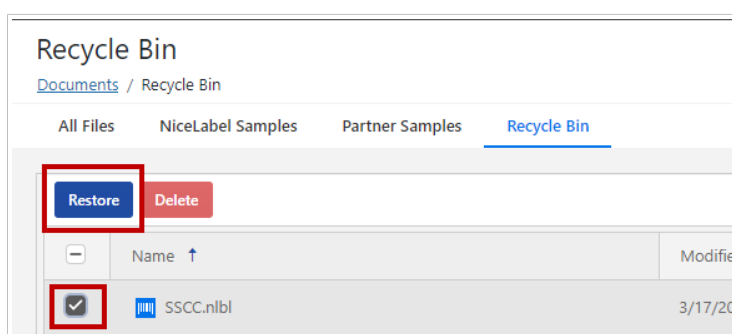 Recycle Bin
Documents / Recycle Bin
All Files NiceLabel Samples Partner Samples Recycle Bin
Restore Delete
Name ↑
SSCC.nlbl